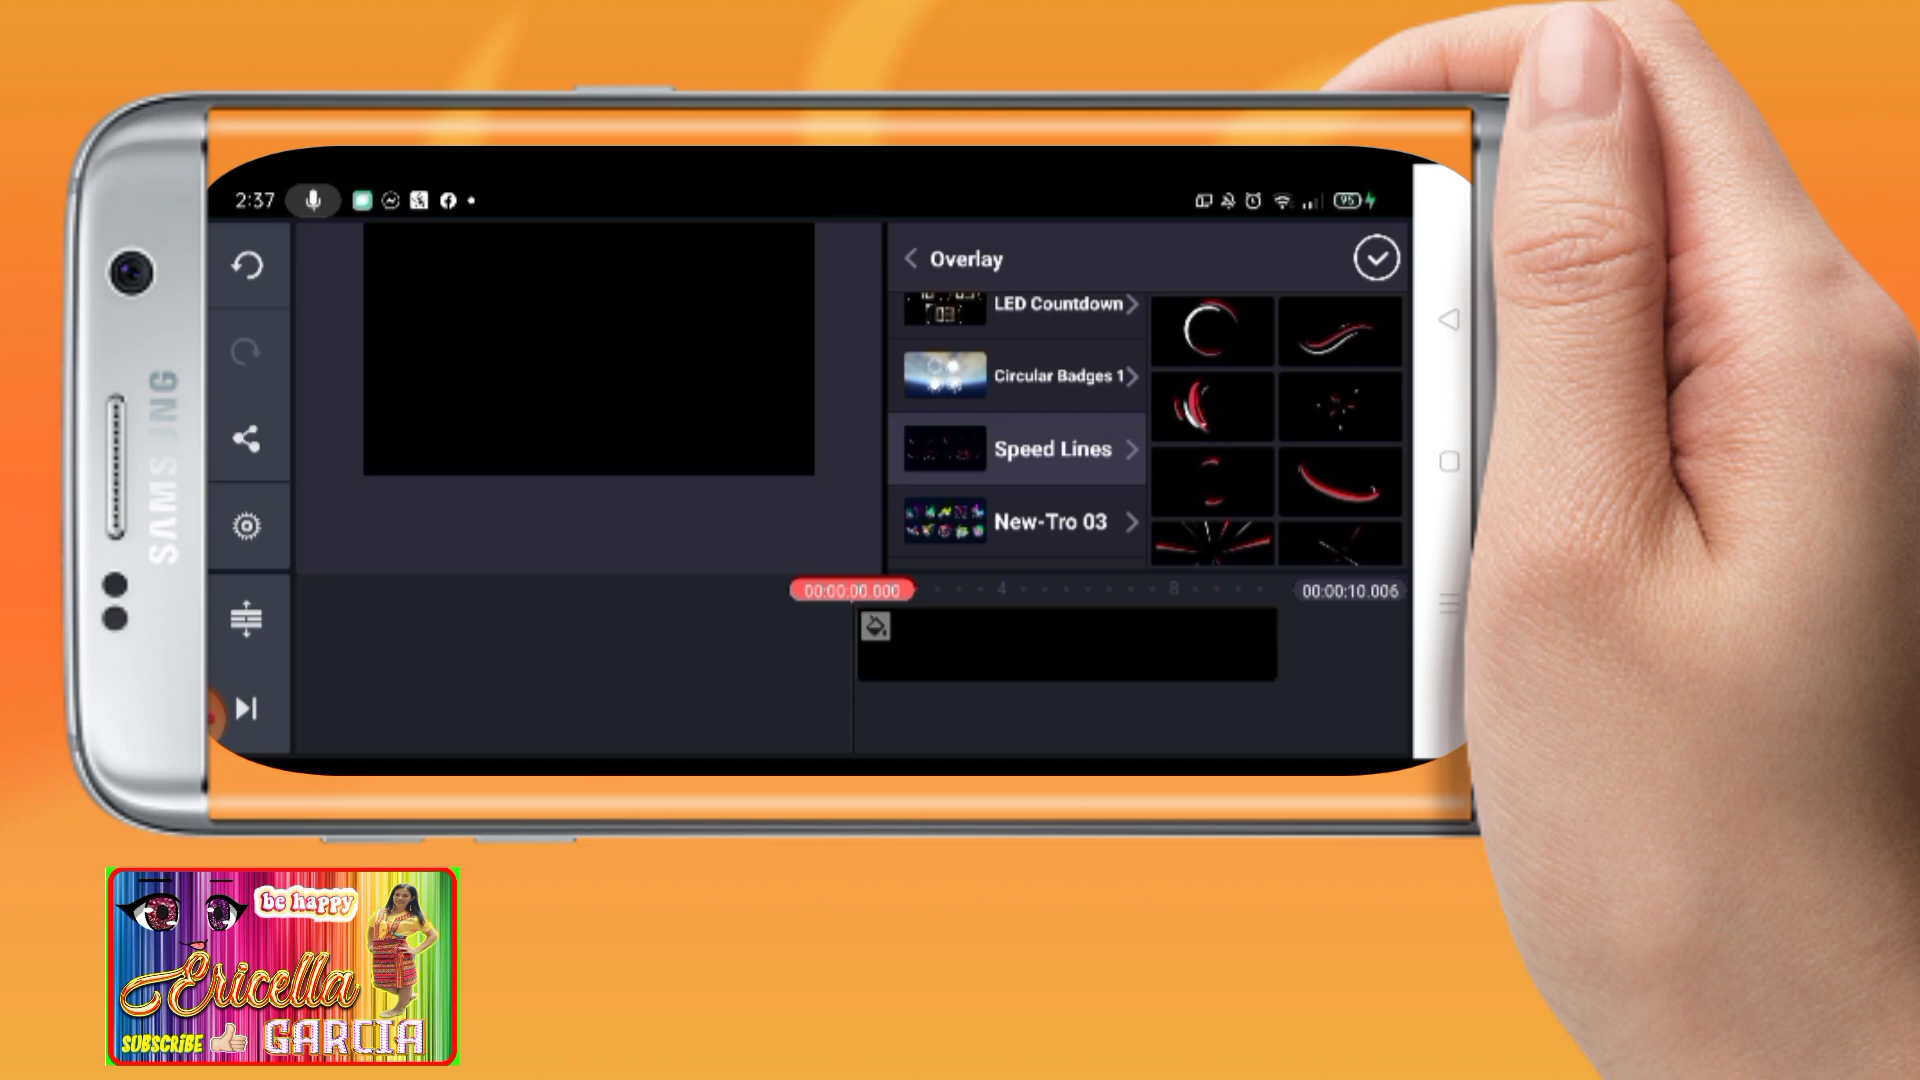 2:37
95
Overlay
LED Countdown
Circular Badges 1
Speed Lines
New-Tro 03
00:00:00.000
4
8
00:00:10.006
SAMSUNG
be happy
Ericella
SUBSCRIBE
GARCIA